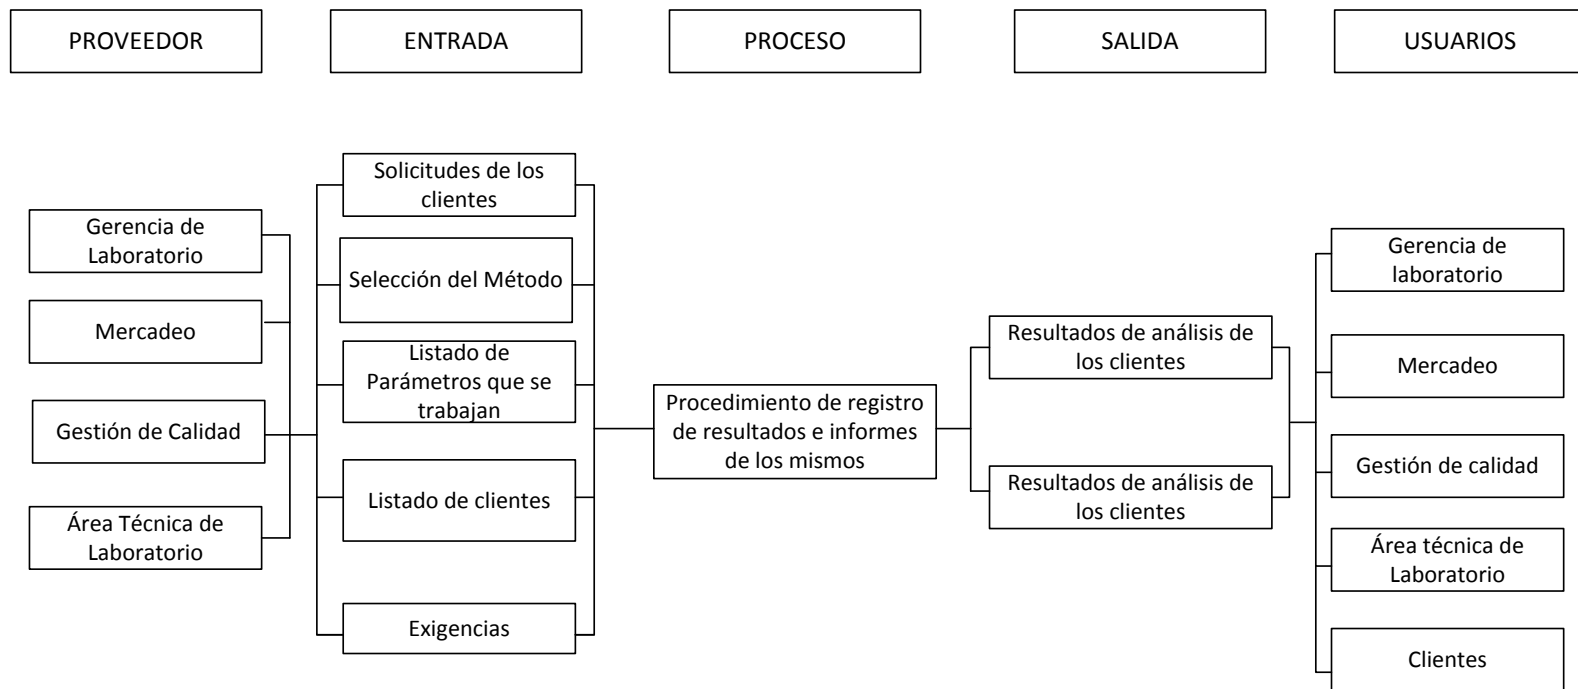 PROVEEDOR
ENTRADA
PROCESO
SALIDA
USUARIOS
Gerencia de
Laboratorio
Mercadeo
Gestión de Calidad
Área Técnica de
Laboratorio
Solicitudes de los
clientes
Selección del Método
Listado de
Parámetros que se
trabajan
Listado de clientes
Exigencias
Procedimiento de registro
de resultados e informes
de los mismos
Resultados de análisis de
los clientes
Resultados de análisis de
los clientes
Gerencia de
laboratorio
Mercadeo
Gestión de calidad
Área técnica de
Laboratorio
Clientes